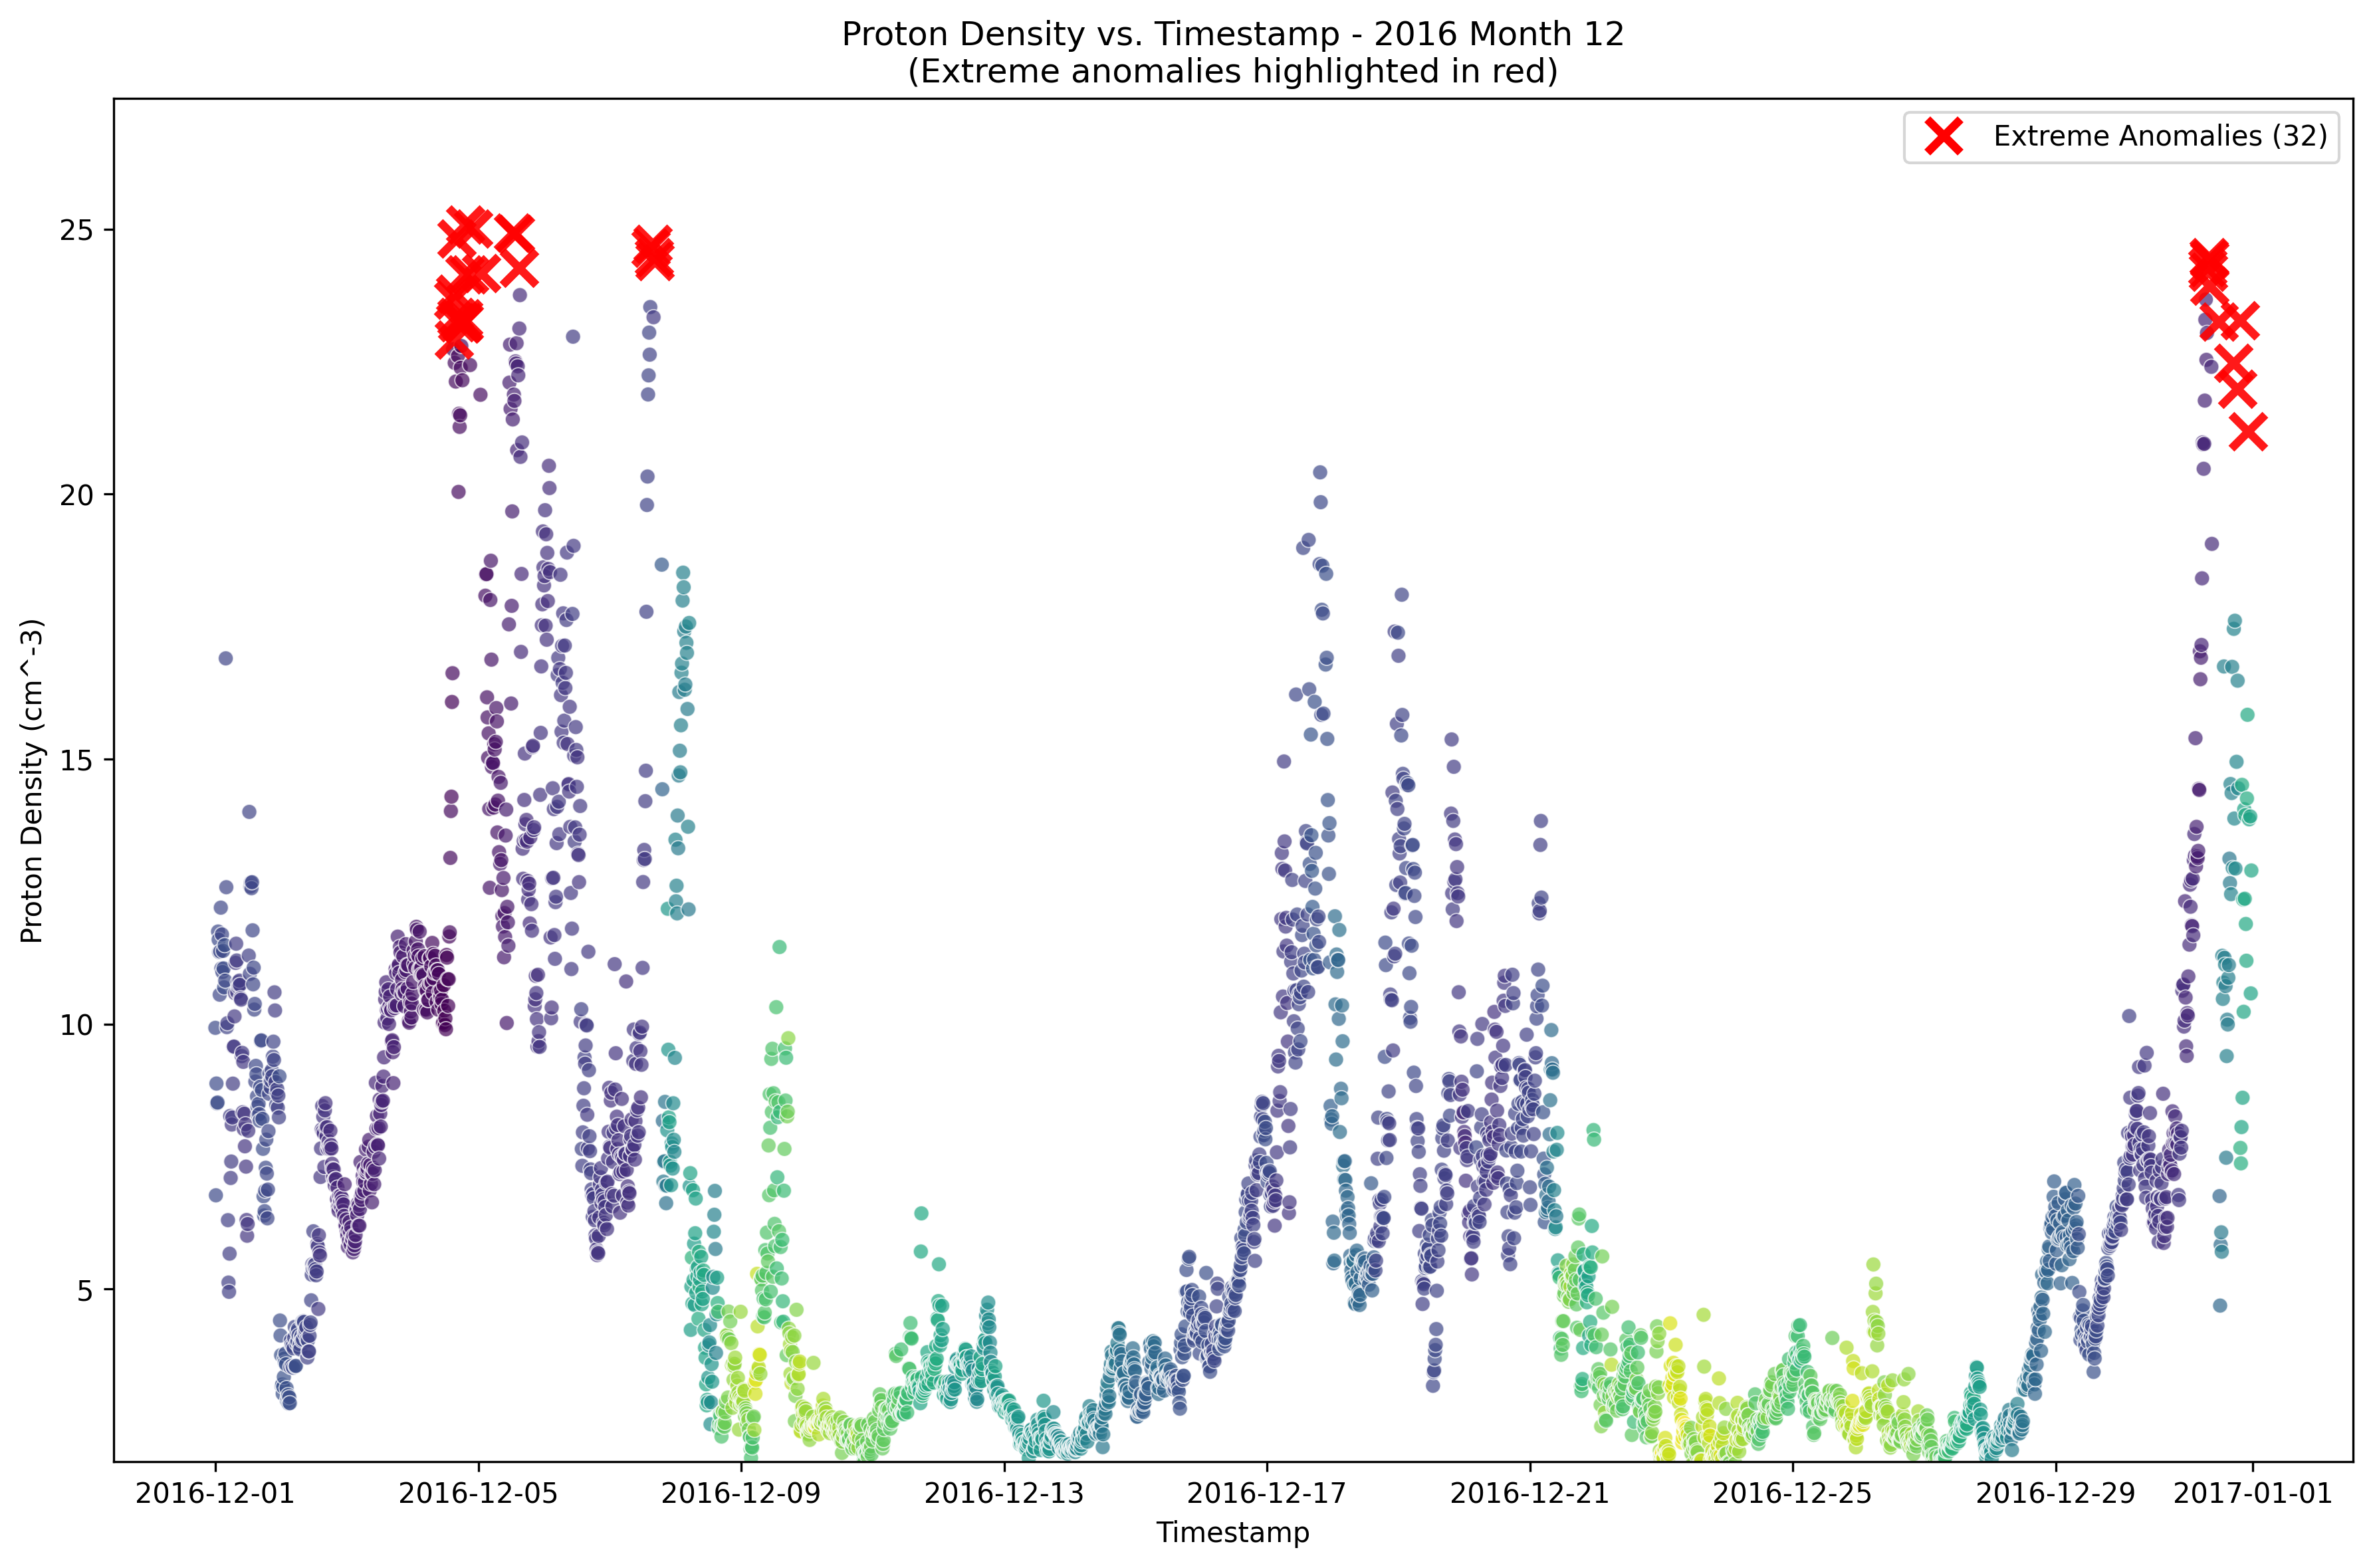 Proton Density vs. Timestamp - 2016 Month 12
(Extreme anomalies highlighted in red)
Extreme Anomalies (32)
Proton Density (cm^-3)
25
20
15
10
5
2016-12-01
2016-12-05
2016-12-09
2016-12-13
2016-12-17
2016-12-21
2016-12-25
2016-12-29
2017-01-01
Timestamp